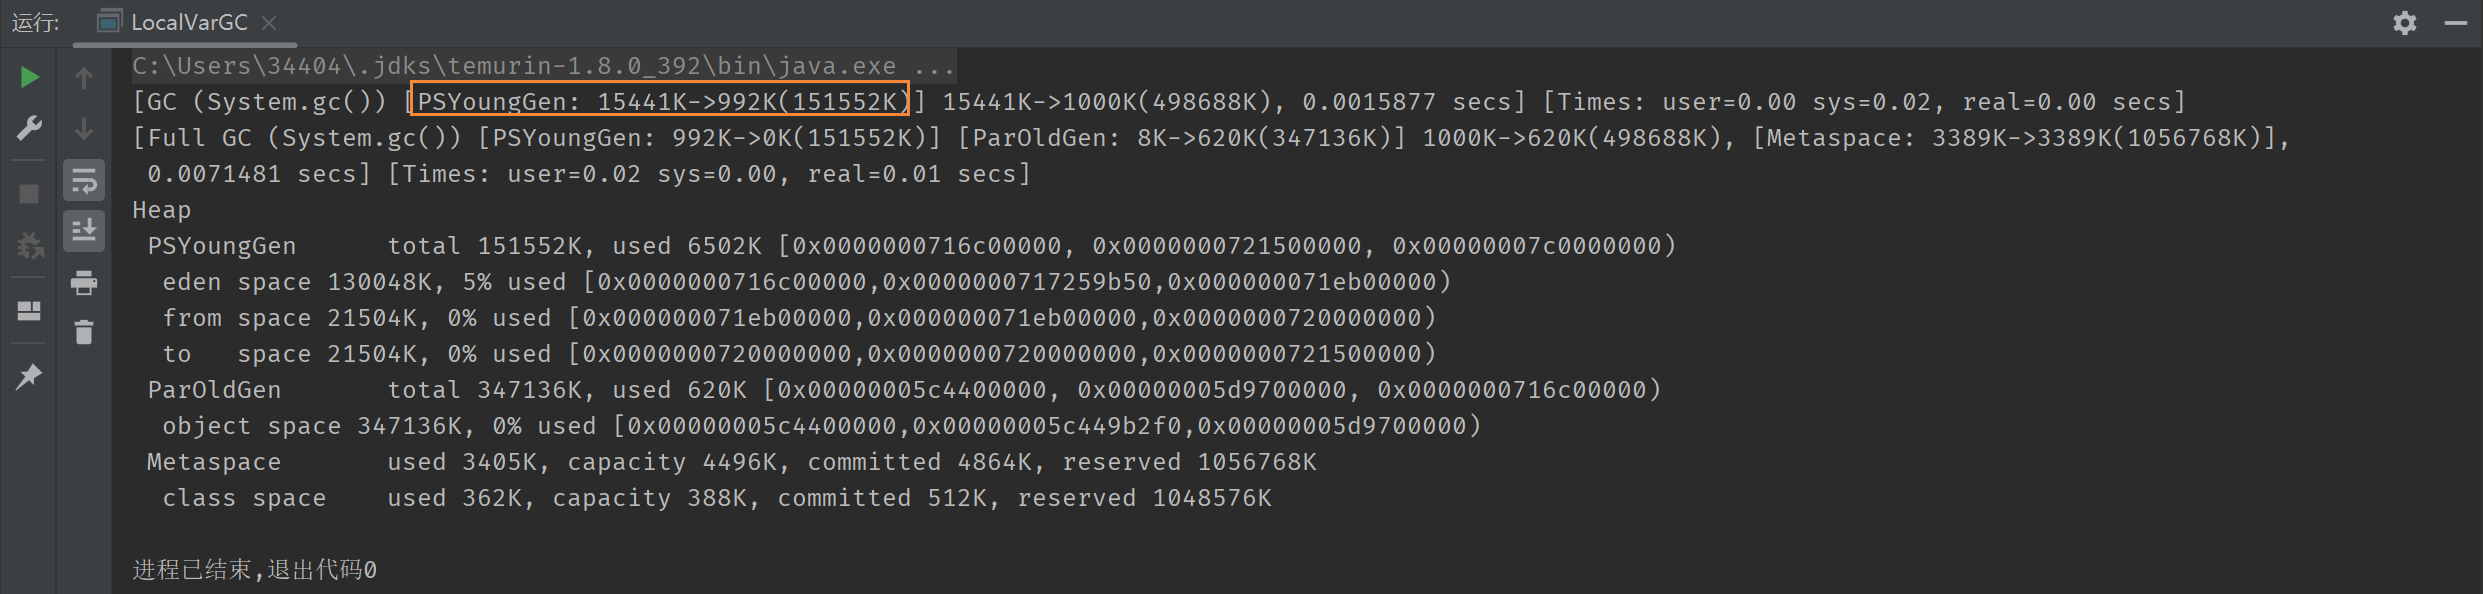 运行: LocalVarGC
C:\Users\34404\.jdks\temurin-1.8.0_392\bin\java.exe ...
[GC (System.gc()) [PSYoungGen: 15441K->992K(151552K)] 15441K->1000K(498688K), 0.0015877 secs] [Times: user=0.00 sys=0.02, real=0.00 secs]
[Full GC (System.gc()) [PSYoungGen: 992K->0K(151552K)] [ParOldGen: 8K->620K(347136K)] 1000K->620K(498688K), [Metaspace: 3389K->3389K(1056768K)],
0.0071481 secs] [Times: user=0.02 sys=0.00, real=0.01 secs]
Heap
PSYoungGen      total 151552K, used 6502K [0x0000000716c00000, 0x0000000721500000, 0x00000007c0000000)
eden space 130048K, 5% used [0x0000000716c00000,0x0000000717259b50,0x000000071eb00000)
from space 21504K, 0% used [0x000000071eb00000,0x000000071eb00000,0x0000000720000000)
to   space 21504K, 0% used [0x0000000720000000,0x0000000720000000,0x0000000721500000)
ParOldGen       total 347136K, used 620K [0x00000005c4400000, 0x00000005d9700000, 0x0000000716c00000)
object space 347136K, 0% used [0x00000005c4400000,0x00000005c449b2f0,0x00000005d9700000)
Metaspace       used 3405K, capacity 4496K, committed 4864K, reserved 1056768K
class space    used 362K, capacity 388K, committed 512K, reserved 1048576K
进程已结束,退出代码0